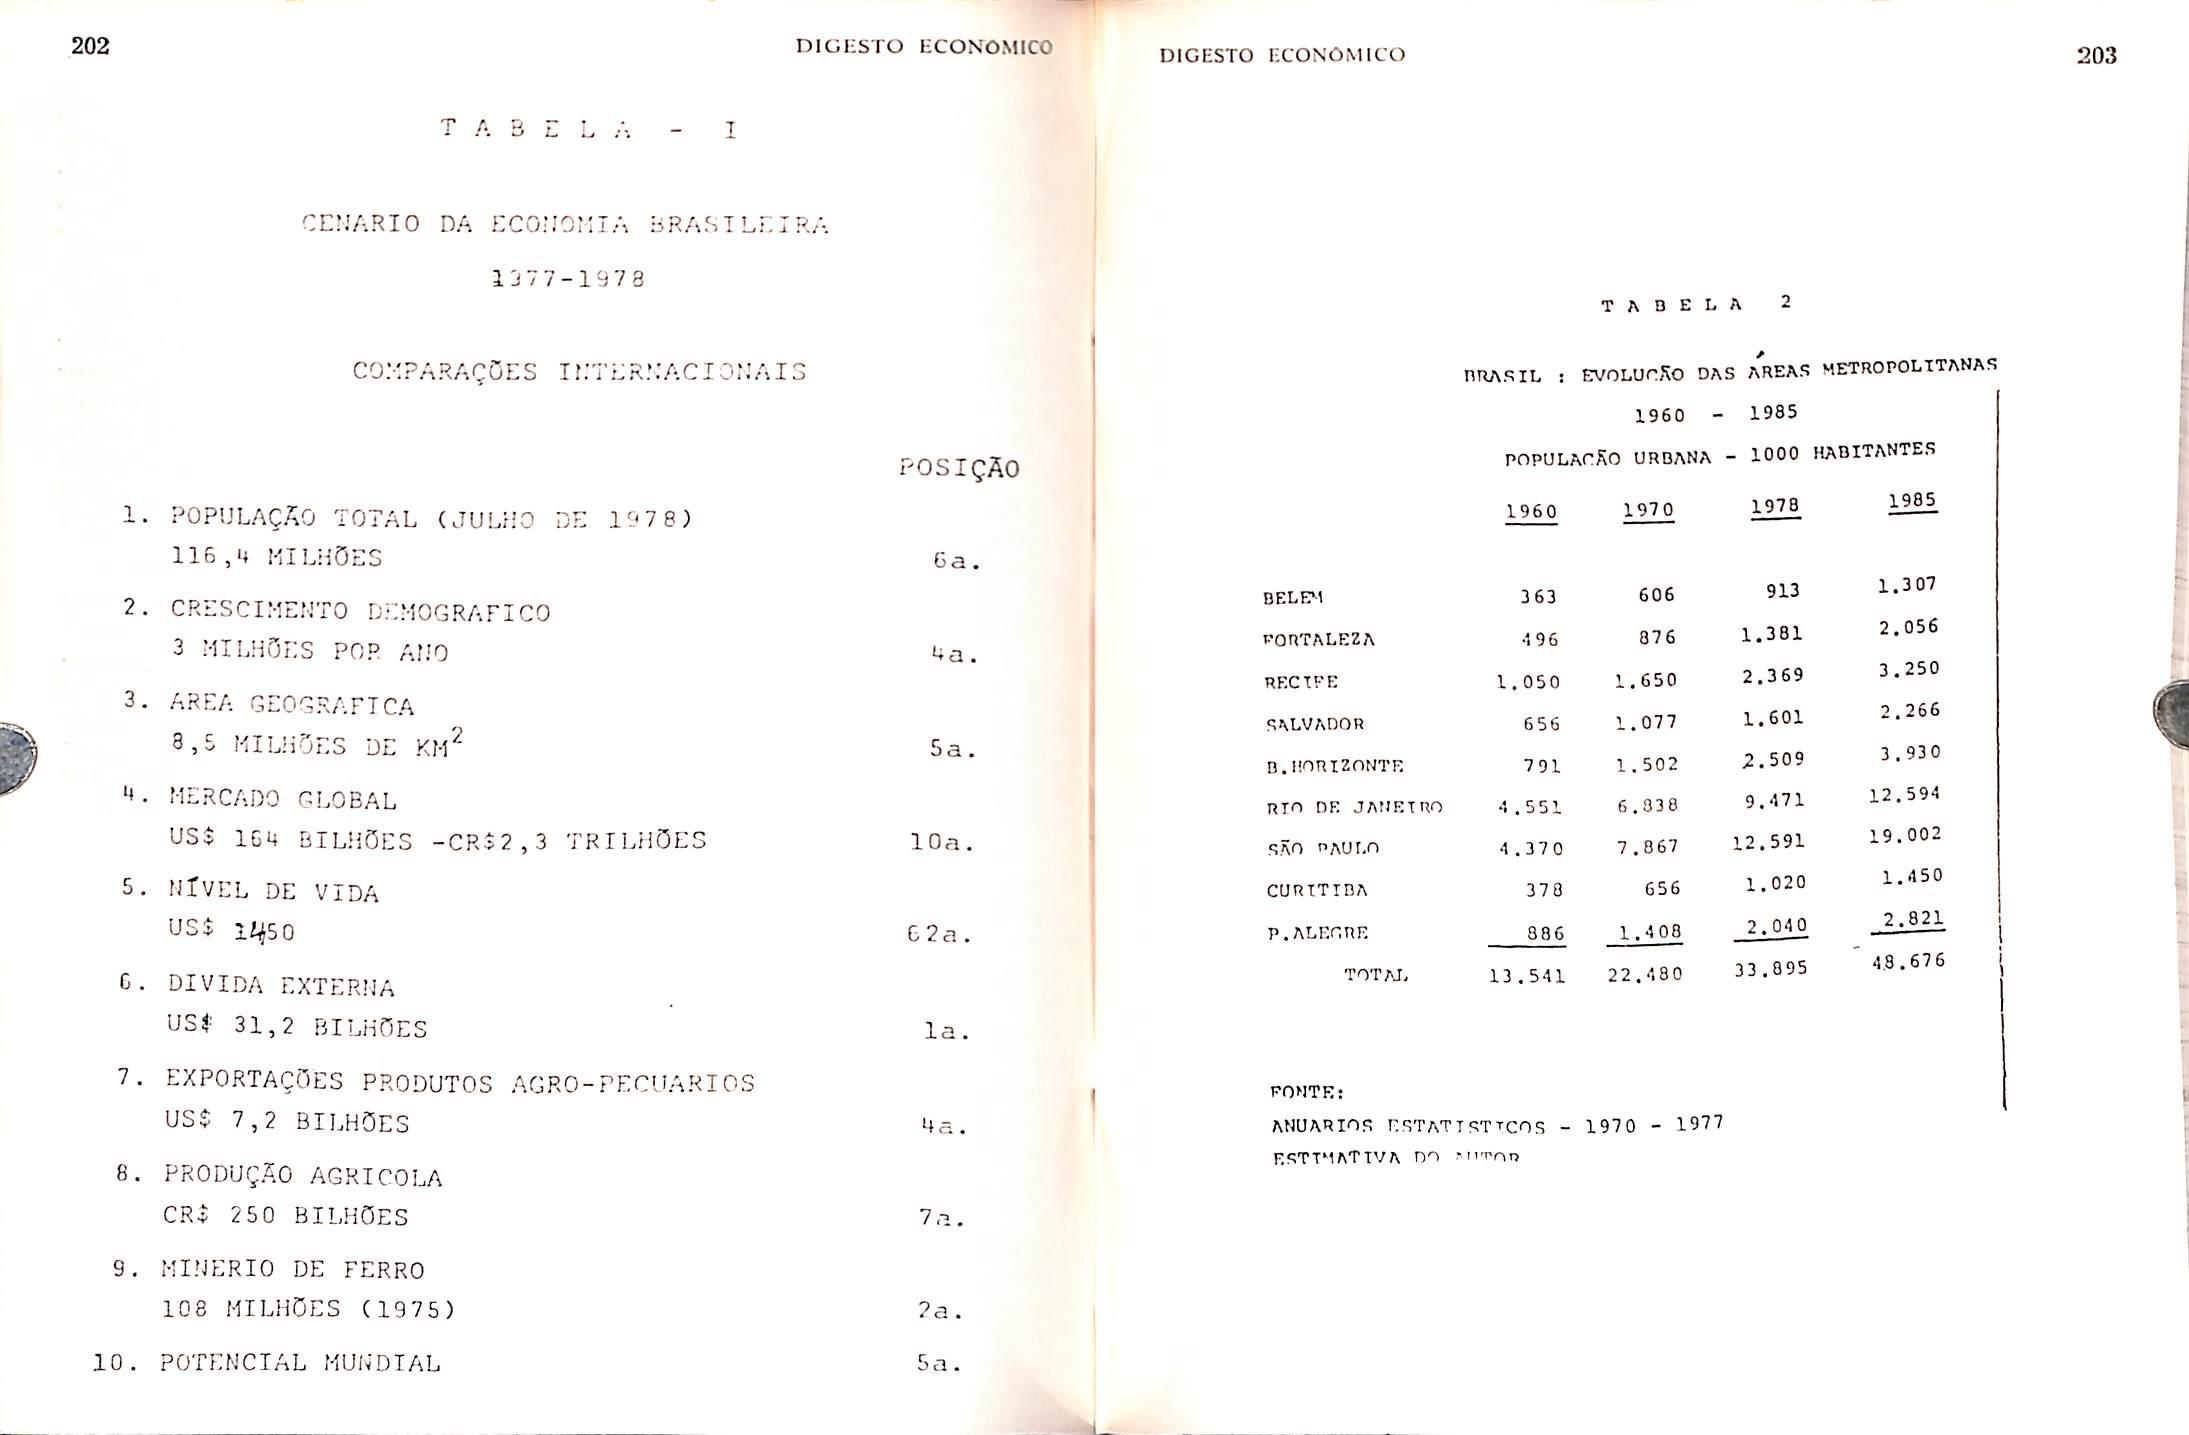 202
DIGESTO ECONÔMICO
TABELA - I
CENARIO DA ECONOMIA BRASILEIRA
1977-1978
COMPARAÇÕES INTERNACIONAIS
POSIÇÃO
1. POPULAÇÃO TOTAL (JULHO DE 1978)
116,4 MILHÕES 6a.
2. CRESCIMENTO DEMOGRAFICO
3 MILHÕES POR ANO 4a.
3. AREA GEOGRAFICA
8,5 MILHÕES DE KM2 5a.
4. MERCADO GLOBAL
US$ 164 BILHÕES -CR$2,3 TRILHÕES 10a.
5. NÍVEL DE VIDA
US$ 1450 62a.
6. DIVIDA EXTERNA
US$ 31,2 BILHÕES 1a.
7. EXPORTAÇÕES PRODUTOS AGRO-PECUARIOS
US$ 7,2 BILHÕES 4a.
8. PRODUÇÃO AGRICOLA
CR$ 250 BILHÕES 7a.
9. MINERIO DE FERRO
108 MILHÕES (1975) 2a.
10. POTENCIAL MUNDIAL 5a.
DIGESTO ECONÔMICO
203
TABELA 2
BRASIL : EVOLUCÃO DAS ÁREAS METROPOLITANAS
1960 - 1985
POPULACÃO URBANA - 1000 HABITANTES
1960 1970 1978 1985
BELEM 363 606 913 1.307
FORTALEZA 496 876 1.381 2.056
RECIFE 1.050 1.650 2.369 3.250
SALVADOR 656 1.077 1.601 2.266
B.HORIZONTE 791 1.502 2.509 3.930
RIO DE JANEIRO 4.551 6.838 9.471 12.594
SÃO PAULO 4.370 7.867 12.591 19.002
CURITIBA 378 656 1.020 1.450
P.ALEGRE 886 1.408 2.040 2.821
TOTAL 13.541 22.480 33.895 48.676
FONTE:
ANUARIOS ESTATISTICOS - 1970 - 1977
ESTIMATIVA DO AUTOR